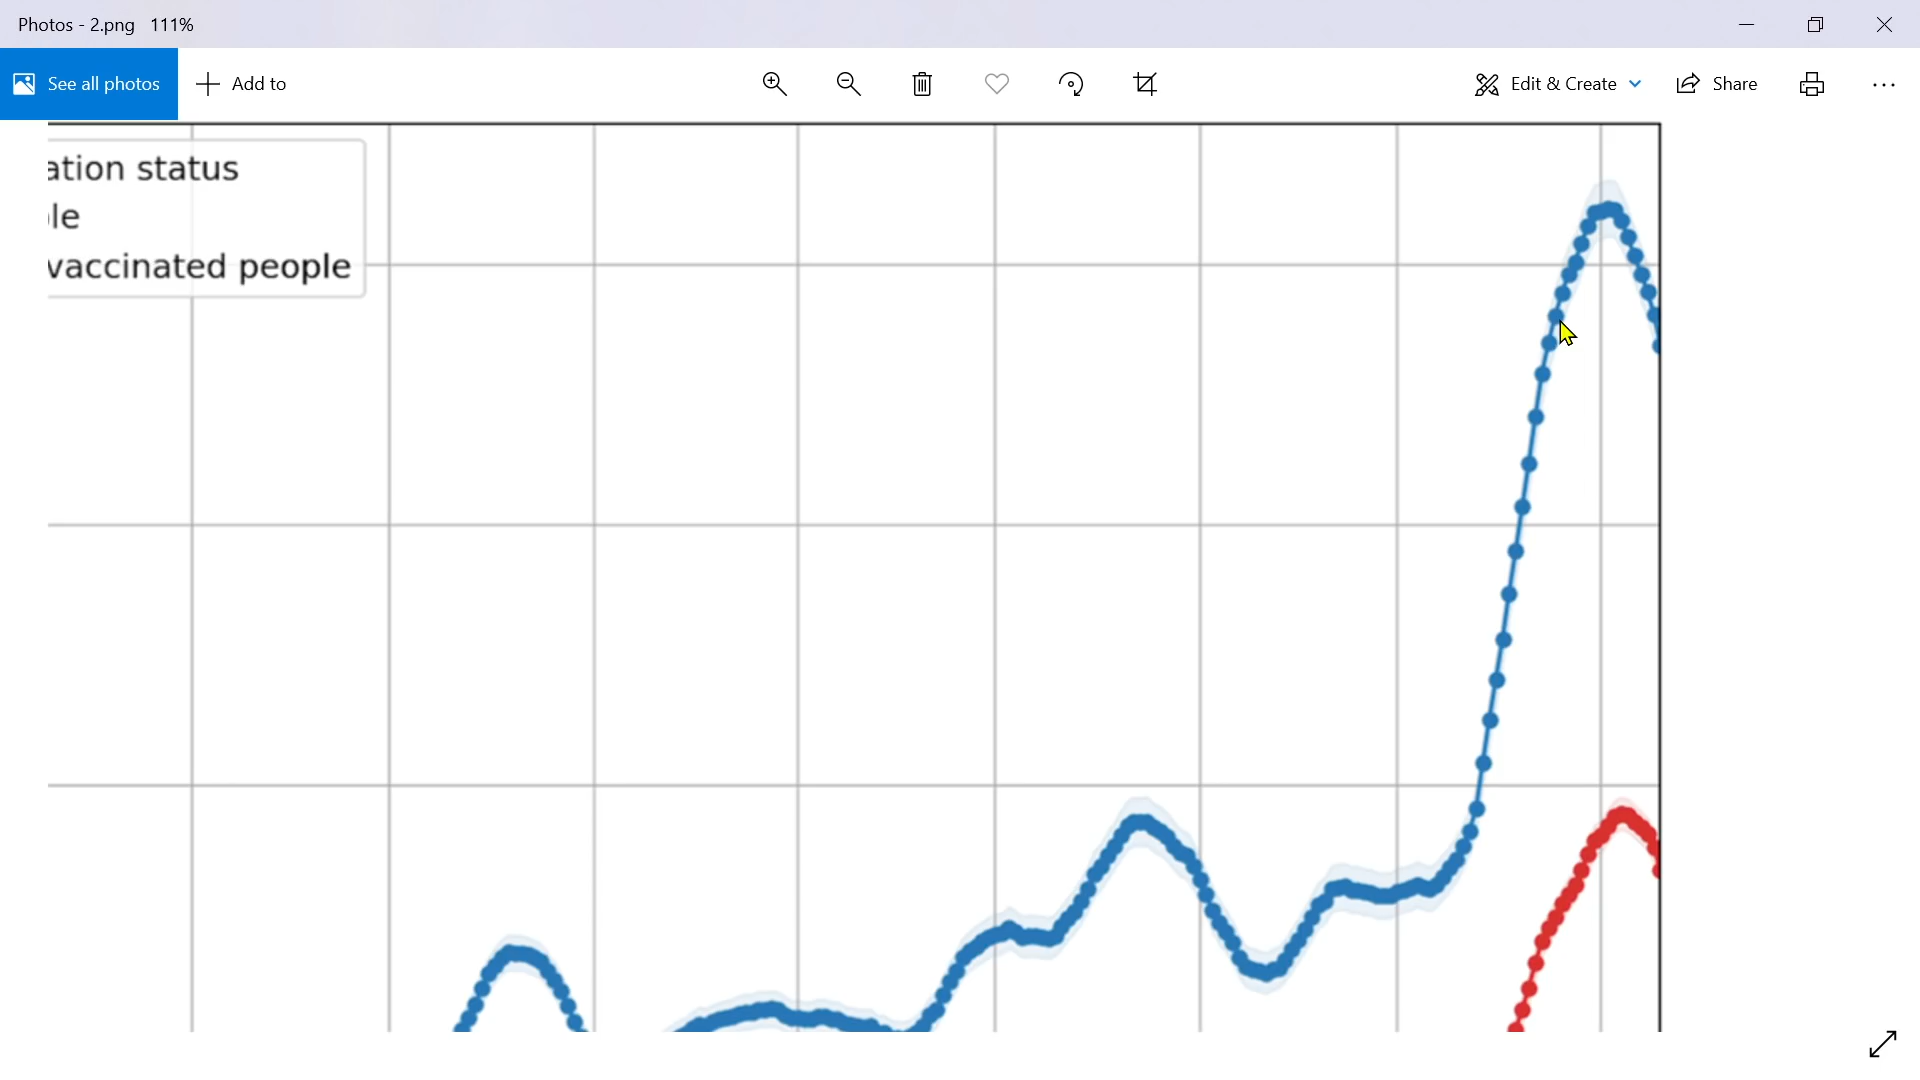 Photos - 2.png 111%
See all photos
Add to
Edit & Create
Share
ation status
le
vaccinated people